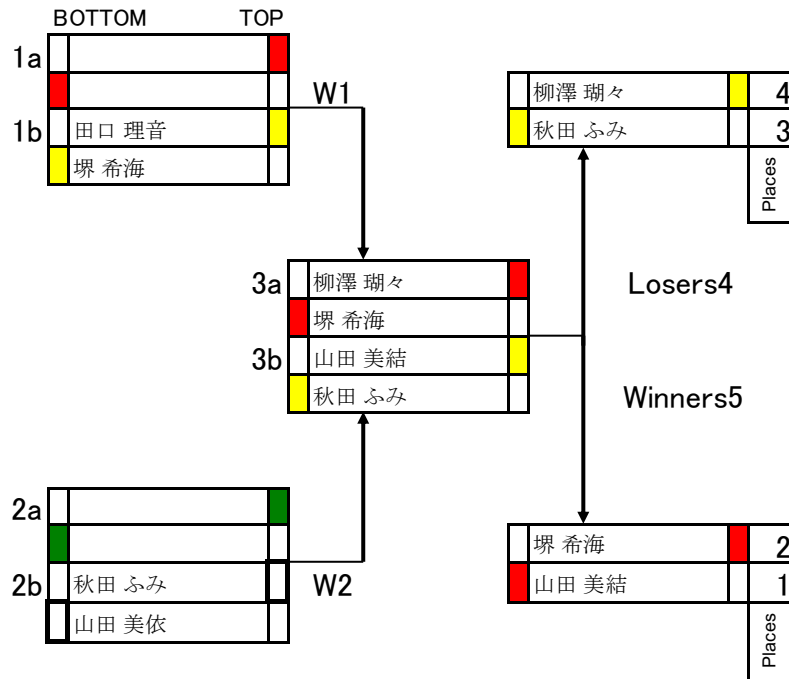 BOTTOM TOP
1a
W1
1b 田口 理音
堺 希海
柳澤 瑚々 4
秋田 ふみ 3
Places
3a 柳澤 瑚々
堺 希海
3b 山田 美結
秋田 ふみ
Losers4
Winners5
2a
2b 秋田 ふみ
W2
山田 美依
堺 希海 2
山田 美結 1
Places